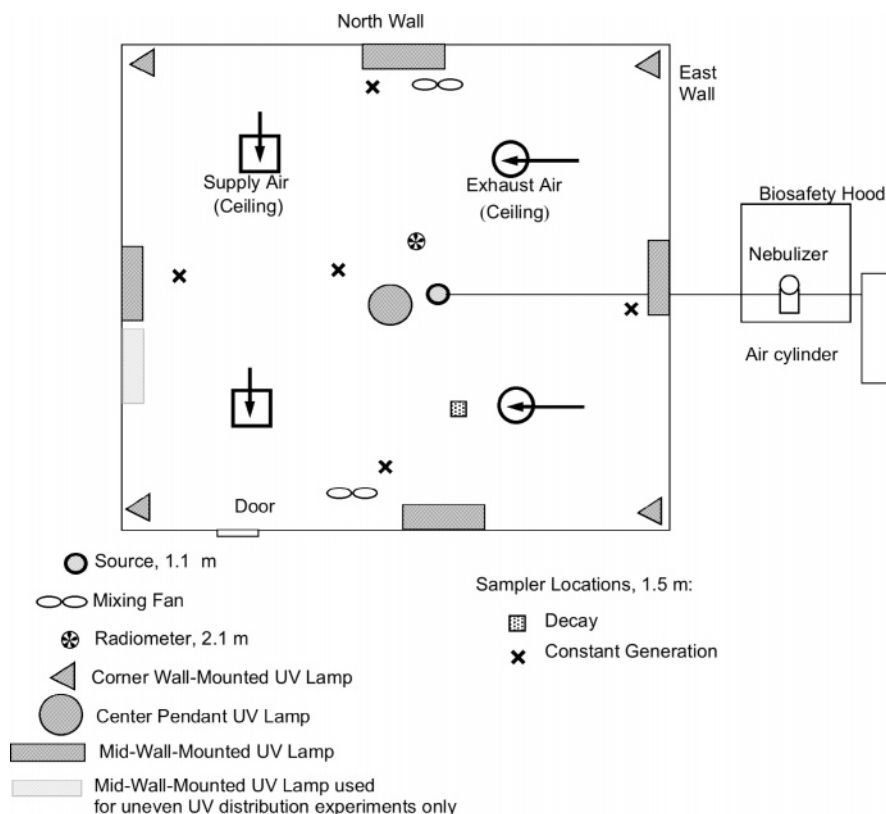 North Wall
East
Wall
Supply Air
(Ceiling)
Exhaust Air
(Ceiling)
Biosafety Hood
Nebulizer
Air cylinder
Door
Source, 1.1 m
Mixing Fan
Radiometer, 2.1 m
Corner Wall-Mounted UV Lamp
Center Pendant UV Lamp
Mid-Wall-Mounted UV Lamp
Mid-Wall-Mounted UV Lamp used
for uneven UV distribution experiments only
Sampler Locations, 1.5 m:
Decay
Constant Generation